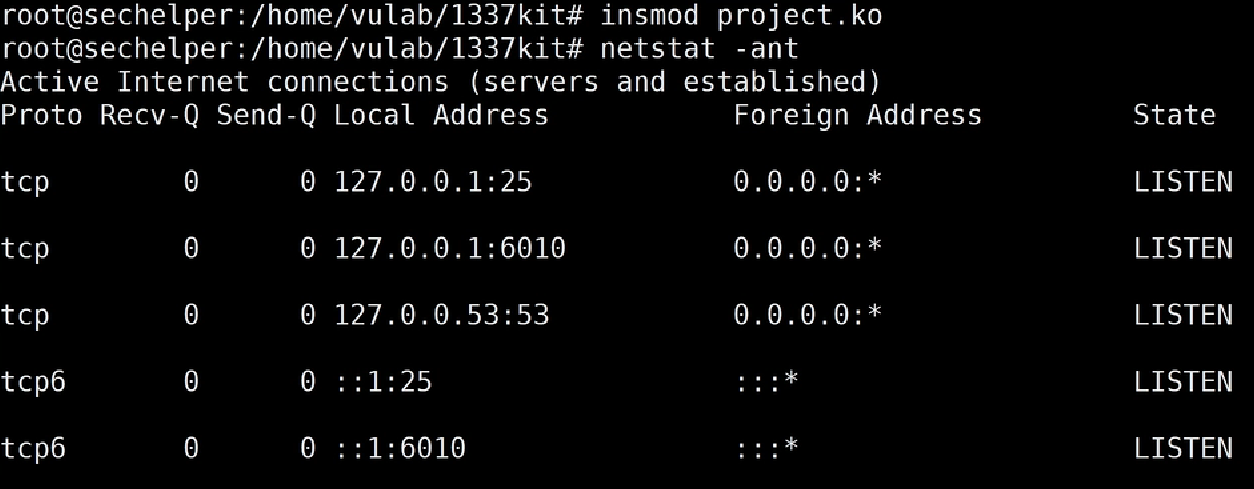 root@sechelper:/home/vulab/1337kit# insmod project.ko
root@sechelper:/home/vulab/1337kit# netstat -ant
Active Internet connections (servers and established)
Proto Recv-Q Send-Q Local Address           Foreign Address         State
tcp        0      0 127.0.0.1:25            0.0.0.0:*               LISTEN
tcp        0      0 127.0.0.1:6010          0.0.0.0:*               LISTEN
tcp        0      0 127.0.0.53:53           0.0.0.0:*               LISTEN
tcp6       0      0 ::1:25                  :::*                    LISTEN
tcp6       0      0 ::1:6010                :::*                    LISTEN